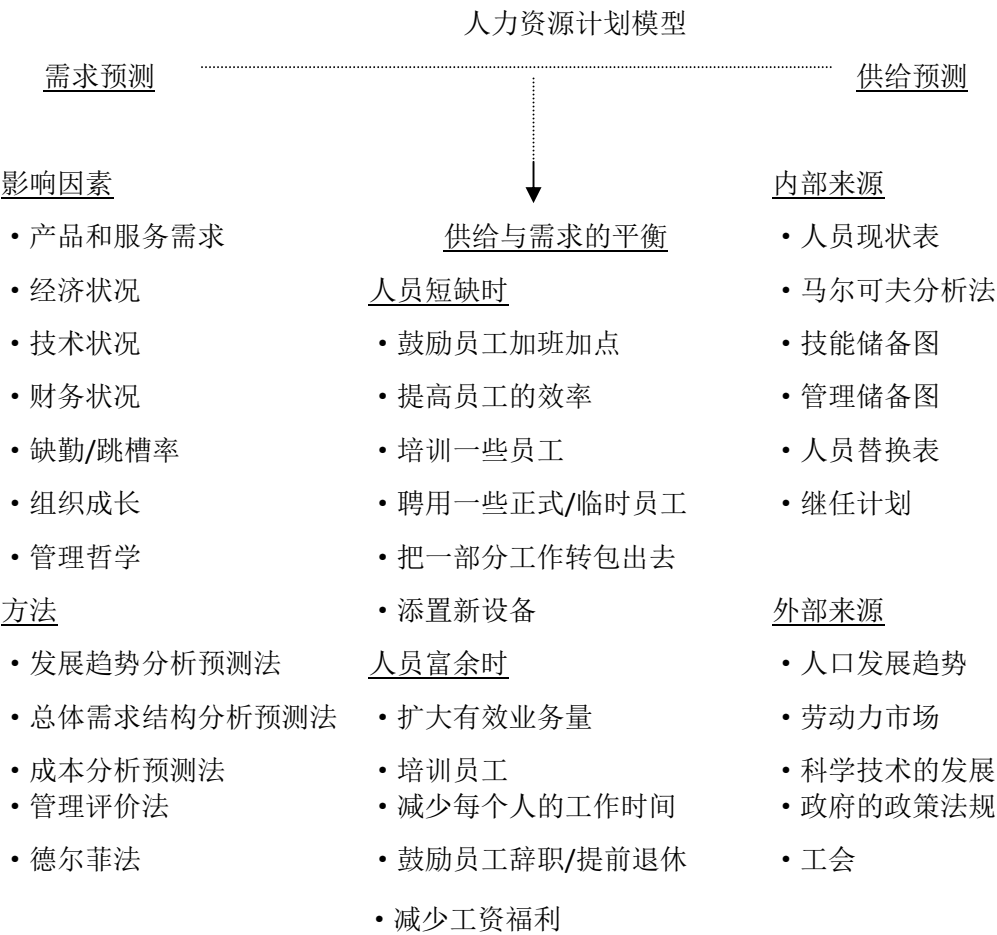 人力资源计划模型
需求预测
供给预测
影响因素
·产品和服务需求
·经济状况
·技术状况
·财务状况
·缺勤/跳槽率
·组织成长
·管理哲学
方法
·发展趋势分析预测法
·总体需求结构分析预测法
·成本分析预测法
·管理评价法
·德尔菲法
供给与需求的平衡
人员短缺时
·鼓励员工加班加点
·提高员工的效率
·培训一些员工
·聘用一些正式/临时员工
·把一部分工作转包出去
·添置新设备
人员富余时
·扩大有效业务量
·培训员工
·减少每个人的工作时间
·鼓励员工辞职/提前退休
·减少工资福利
内部来源
·人员现状表
·马尔可夫分析法
·技能储备图
·管理储备图
·人员替换表
·继任计划
外部来源
·人口发展趋势
·劳动力市场
·科学技术的发展
·政府的政策法规
·工会